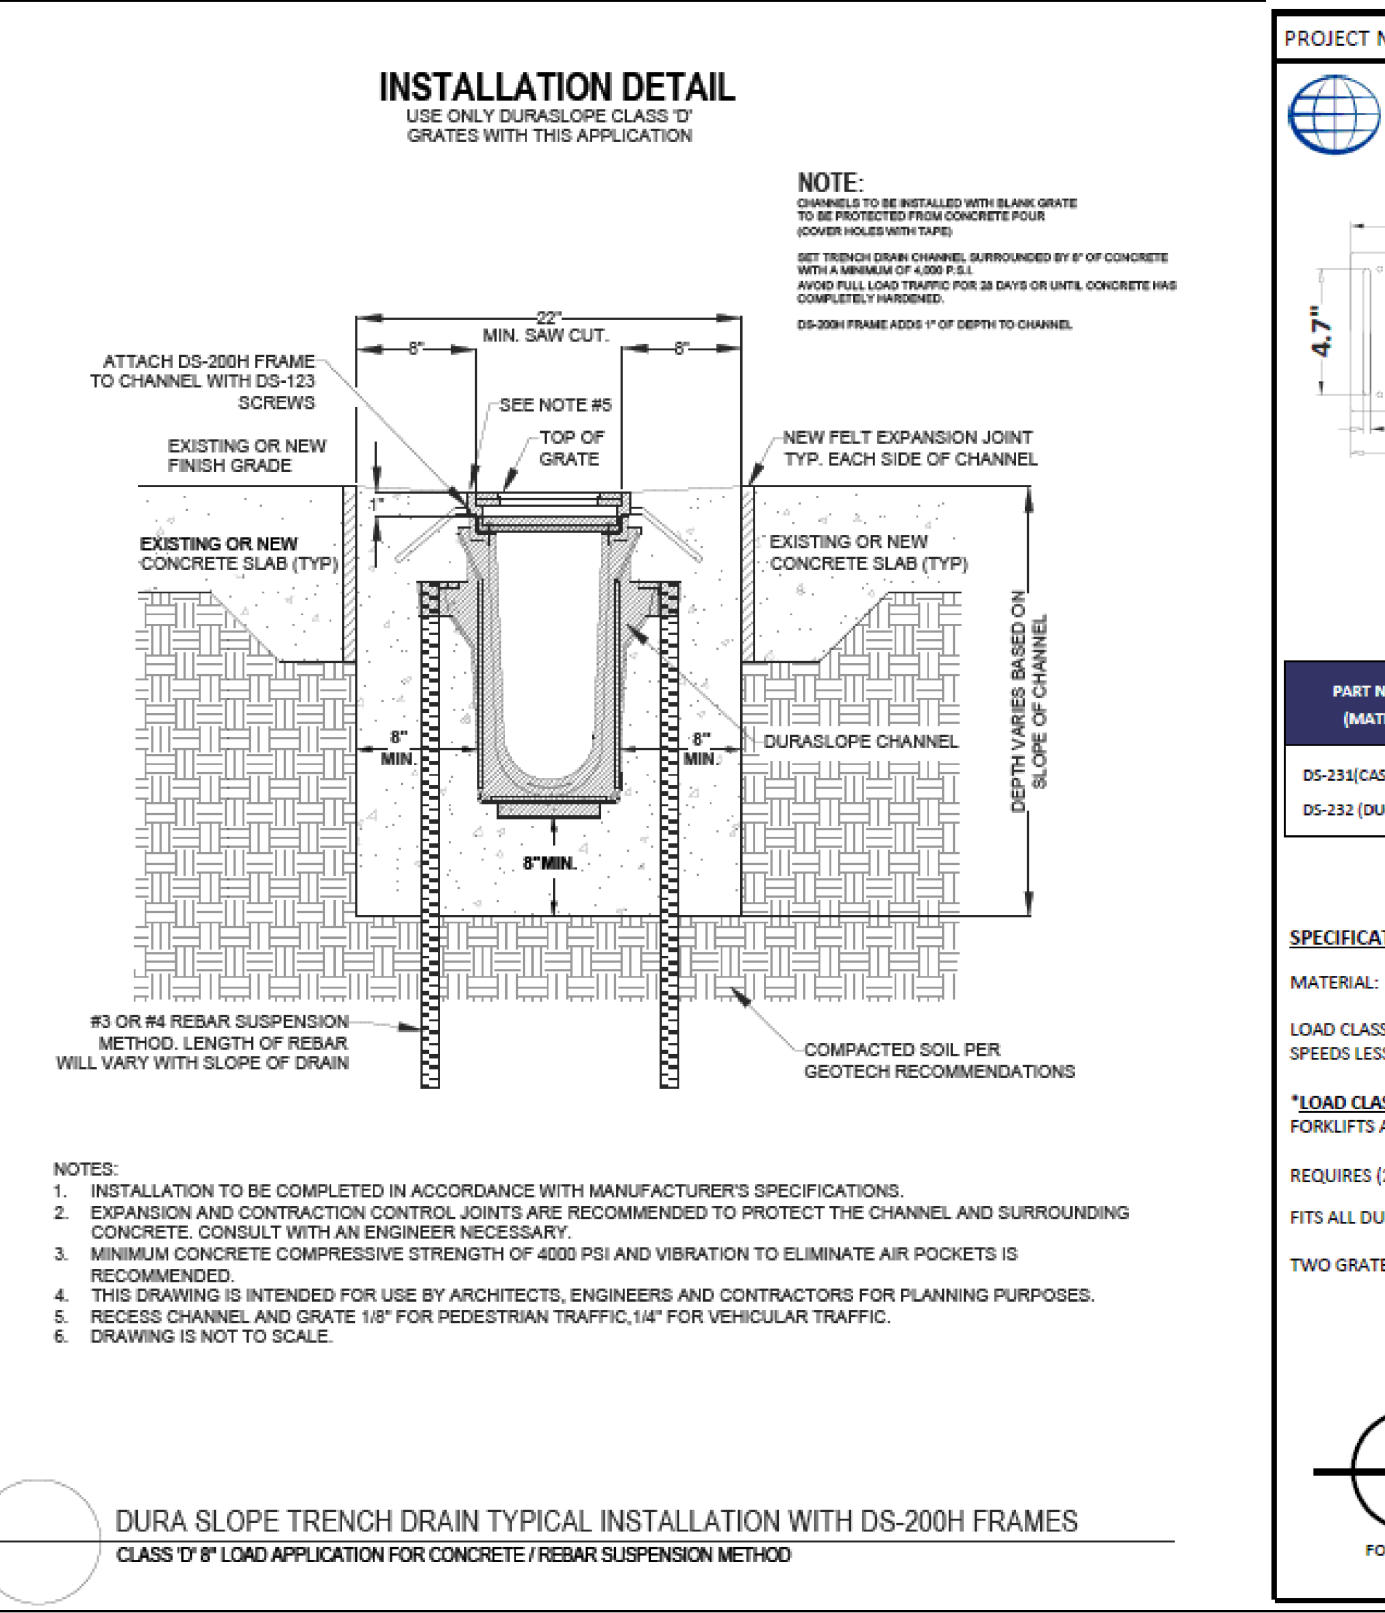 INSTALLATION DETAIL
USE ONLY DURASLOPE CLASS 'D'
GRATES WITH THIS APPLICATION
NOTE:
CHANNELS TO BE INSTALLED WITH BLANK GRATE
TO BE PROTECTED FROM CONCRETE POUR
(COVER HOLES WITH TAPE)
SET TRENCH DRAIN CHANNEL SURROUNDED BY 8" OF CONCRETE
WITH A MINIMUM OF 4,000 P.S.I.
AVOID FULL LOAD TRAFFIC FOR 28 DAYS OR UNTIL CONCRETE HAS
COMPLETELY HARDENED.
DS-200H FRAME ADDS 1" OF DEPTH TO CHANNEL
22"
MIN. SAW CUT.
8"
8"
ATTACH DS-200H FRAME
TO CHANNEL WITH DS-123
SCREWS
SEE NOTE #5
TOP OF
GRATE
EXISTING OR NEW
FINISH GRADE
NEW FELT EXPANSION JOINT
TYP. EACH SIDE OF CHANNEL
1"
EXISTING OR NEW
CONCRETE SLAB (TYP)
EXISTING OR NEW
CONCRETE SLAB (TYP)
DEPTH VARIES BASED ON
SLOPE OF CHANNEL
8"
MIN.
8"
MIN.
DURASLOPE CHANNEL
8"MIN.
#3 OR #4 REBAR SUSPENSION
METHOD. LENGTH OF REBAR
WILL VARY WITH SLOPE OF DRAIN
COMPACTED SOIL PER
GEOTECH RECOMMENDATIONS
NOTES:
1. INSTALLATION TO BE COMPLETED IN ACCORDANCE WITH MANUFACTURER'S SPECIFICATIONS.
2. EXPANSION AND CONTRACTION CONTROL JOINTS ARE RECOMMENDED TO PROTECT THE CHANNEL AND SURROUNDING
CONCRETE. CONSULT WITH AN ENGINEER NECESSARY.
3. MINIMUM CONCRETE COMPRESSIVE STRENGTH OF 4000 PSI AND VIBRATION TO ELIMINATE AIR POCKETS IS
RECOMMENDED.
4. THIS DRAWING IS INTENDED FOR USE BY ARCHITECTS, ENGINEERS AND CONTRACTORS FOR PLANNING PURPOSES.
5. RECESS CHANNEL AND GRATE 1/8" FOR PEDESTRIAN TRAFFIC,1/4" FOR VEHICULAR TRAFFIC.
6. DRAWING IS NOT TO SCALE.
DURA SLOPE TRENCH DRAIN TYPICAL INSTALLATION WITH DS-200H FRAMES
CLASS 'D' 8" LOAD APPLICATION FOR CONCRETE / REBAR SUSPENSION METHOD
PROJECT N
4.7"
PART N
(MAT
DS-231(CAS
DS-232 (DU
SPECIFICAT
MATERIAL:
LOAD CLASS
SPEEDS LESS
*LOAD CLAS
FORKLIFTS A
REQUIRES (2
FITS ALL DU
TWO GRATE
FO